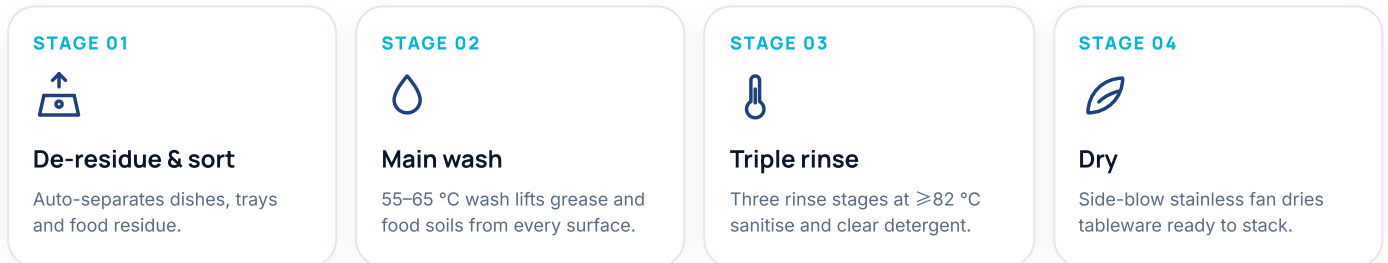 STAGE 01
De-residue & sort
Auto-separates dishes, trays
and food residue.
STAGE 02
Main wash
55–65 °C wash lifts grease and
food soils from every surface.
STAGE 03
Triple rinse
Three rinse stages at ⩾82 °C
sanitise and clear detergent.
STAGE 04
Dry
Side-blow stainless fan dries
tableware ready to stack.